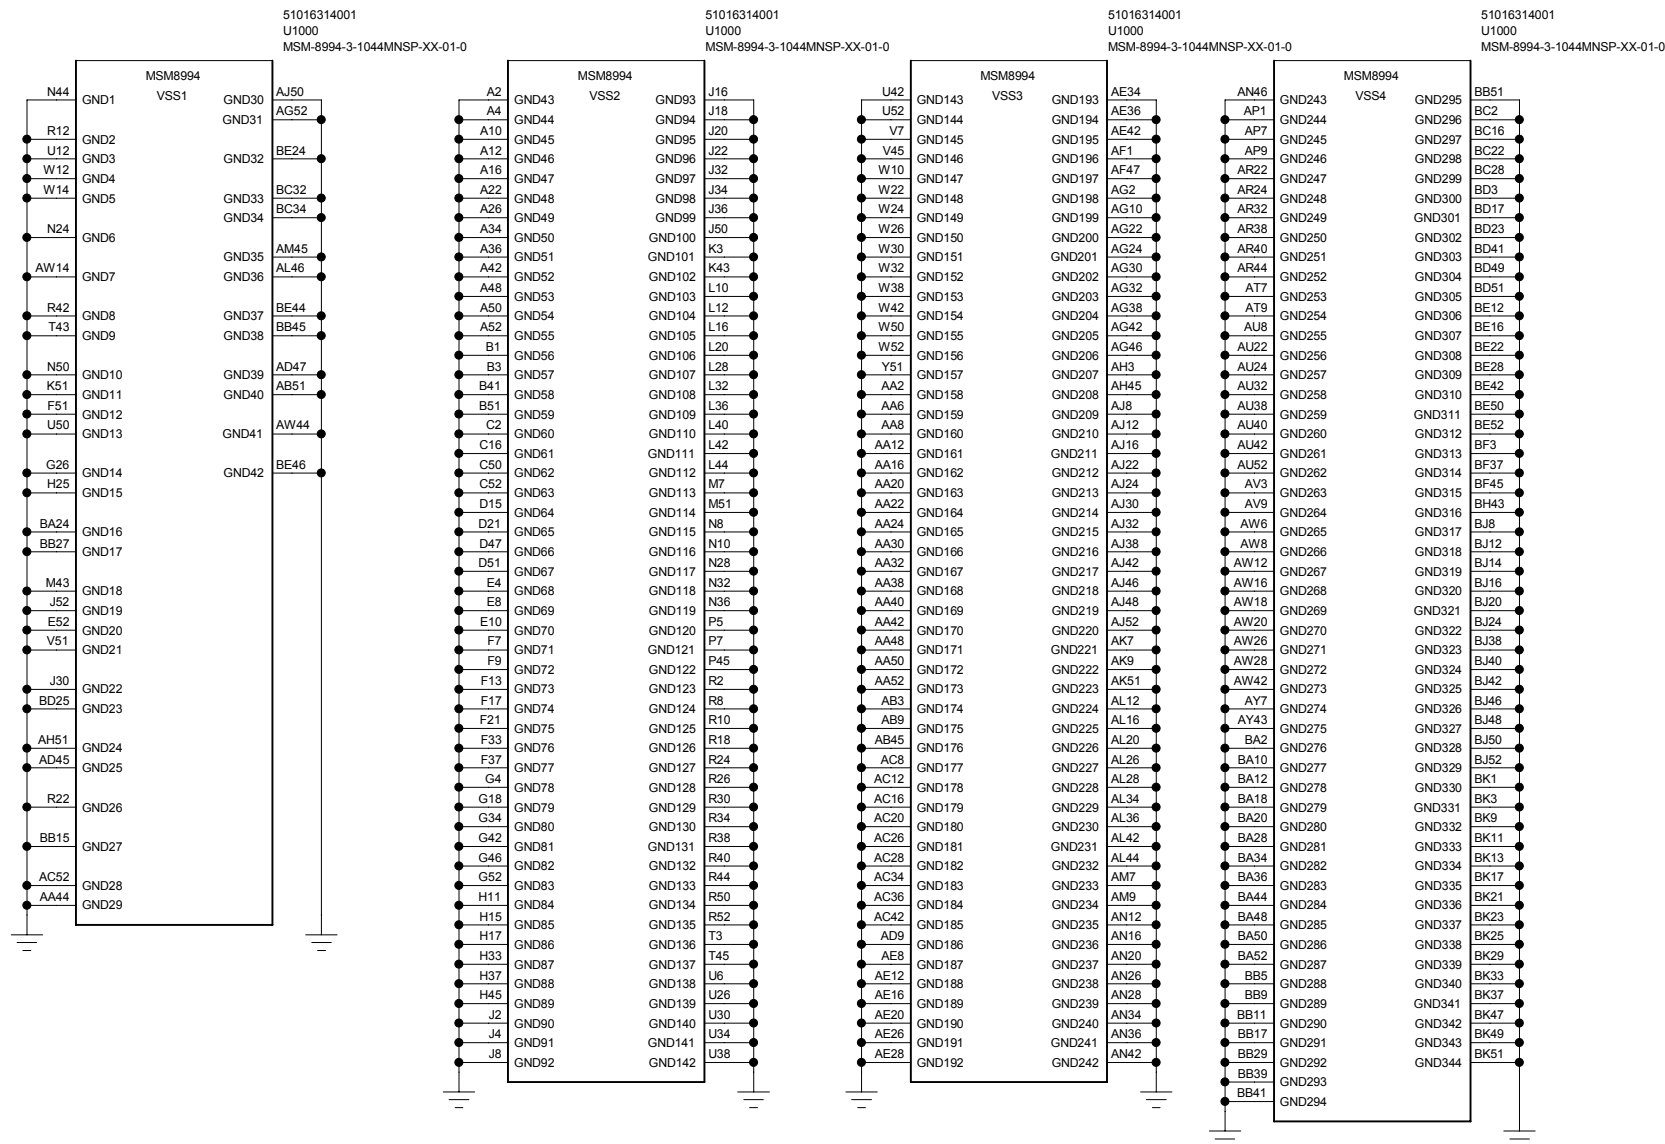 51016314001
U1000
MSM-8994-3-1044MNSP-XX-01-0
MSM8994
VSS1
N44 GND1 GND30 AJ50
GND31 AG52
R12 GND2
U12 GND3 GND32 BE24
W12 GND4
W14 GND5 GND33 BC32
GND34 BC34
N24 GND6
GND35 AM45
AW14 GND7 GND36 AL46
R42 GND8 GND37 BE44
T43 GND9 GND38 BB45
N50 GND10 GND39 AD47
K51 GND11 GND40 AB51
F51 GND12
U50 GND13 GND41 AW44
G26 GND14 GND42 BE46
H25 GND15
BA24 GND16
BB27 GND17
M43 GND18
J52 GND19
E52 GND20
V51 GND21
J30 GND22
BD25 GND23
AH51 GND24
AD45 GND25
R22 GND26
BB15 GND27
AC52 GND28
AA44 GND29
51016314001
U1000
MSM-8994-3-1044MNSP-XX-01-0
MSM8994
VSS2
A2 GND43 GND93 J16
A4 GND44 GND94 J18
A10 GND45 GND95 J20
A12 GND46 GND96 J22
A16 GND47 GND97 J32
A22 GND48 GND98 J34
A26 GND49 GND99 J36
A34 GND50 GND100 J50
A36 GND51 GND101 K3
A42 GND52 GND102 K43
A48 GND53 GND103 L10
A50 GND54 GND104 L12
A52 GND55 GND105 L16
B1 GND56 GND106 L20
B3 GND57 GND107 L28
B41 GND58 GND108 L32
B51 GND59 GND109 L36
C2 GND60 GND110 L40
C16 GND61 GND111 L42
C50 GND62 GND112 L44
C52 GND63 GND113 M7
D15 GND64 GND114 M51
D21 GND65 GND115 N8
D47 GND66 GND116 N10
D51 GND67 GND117 N28
E4 GND68 GND118 N32
E8 GND69 GND119 N36
E10 GND70 GND120 P5
F7 GND71 GND121 P7
F9 GND72 GND122 P45
F13 GND73 GND123 R2
F17 GND74 GND124 R8
F21 GND75 GND125 R10
F33 GND76 GND126 R18
F37 GND77 GND127 R24
G4 GND78 GND128 R26
G18 GND79 GND129 R30
G34 GND80 GND130 R34
G42 GND81 GND131 R38
G46 GND82 GND132 R40
G52 GND83 GND133 R44
H11 GND84 GND134 R50
H15 GND85 GND135 R52
H17 GND86 GND136 T3
H33 GND87 GND137 T45
H37 GND88 GND138 U6
H45 GND89 GND139 U26
J2 GND90 GND140 U30
J4 GND91 GND141 U34
J8 GND92 GND142 U38
51016314001
U1000
MSM-8994-3-1044MNSP-XX-01-0
MSM8994
VSS3
U42 GND143 GND193 AE34
U52 GND144 GND194 AE36
V7 GND145 GND195 AE42
V45 GND146 GND196 AF1
W10 GND147 GND197 AF47
W22 GND148 GND198 AG2
W24 GND149 GND199 AG10
W26 GND150 GND200 AG22
W30 GND151 GND201 AG24
W32 GND152 GND202 AG30
W38 GND153 GND203 AG32
W42 GND154 GND204 AG38
W50 GND155 GND205 AG42
W52 GND156 GND206 AG46
Y51 GND157 GND207 AH3
AA2 GND158 GND208 AH45
AA6 GND159 GND209 AJ8
AA8 GND160 GND210 AJ12
AA12 GND161 GND211 AJ16
AA16 GND162 GND212 AJ22
AA20 GND163 GND213 AJ24
AA22 GND164 GND214 AJ30
AA24 GND165 GND215 AJ32
AA30 GND166 GND216 AJ38
AA32 GND167 GND217 AJ42
AA38 GND168 GND218 AJ46
AA40 GND169 GND219 AJ48
AA42 GND170 GND220 AJ52
AA48 GND171 GND221 AK7
AA50 GND172 GND222 AK9
AA52 GND173 GND223 AK51
AB3 GND174 GND224 AL12
AB9 GND175 GND225 AL16
AB45 GND176 GND226 AL20
AC8 GND177 GND227 AL26
AC12 GND178 GND228 AL28
AC16 GND179 GND229 AL34
AC20 GND180 GND230 AL36
AC26 GND181 GND231 AL42
AC28 GND182 GND232 AL44
AC34 GND183 GND233 AM7
AC36 GND184 GND234 AM9
AC42 GND185 GND235 AN12
AD9 GND186 GND236 AN16
AE8 GND187 GND237 AN20
AE12 GND188 GND238 AN26
AE16 GND189 GND239 AN28
AE20 GND190 GND240 AN34
AE26 GND191 GND241 AN36
AE28 GND192 GND242 AN42
51016314001
U1000
MSM-8994-3-1044MNSP-XX-01-0
MSM8994
VSS4
AN46 GND243 GND295 BB51
AP1 GND244 GND296 BC2
AP7 GND245 GND297 BC16
AP9 GND246 GND298 BC22
AR22 GND247 GND299 BC28
AR24 GND248 GND300 BD3
AR32 GND249 GND301 BD17
AR38 GND250 GND302 BD23
AR40 GND251 GND303 BD41
AR44 GND252 GND304 BD49
AT7 GND253 GND305 BD51
AT9 GND254 GND306 BE12
AU8 GND255 GND307 BE16
AU22 GND256 GND308 BE22
AU24 GND257 GND309 BE28
AU32 GND258 GND310 BE42
AU38 GND259 GND311 BE50
AU40 GND260 GND312 BE52
AU42 GND261 GND313 BF3
AU52 GND262 GND314 BF37
AV3 GND263 GND315 BF45
AV9 GND264 GND316 BH43
AW6 GND265 GND317 BJ8
AW8 GND266 GND318 BJ12
AW12 GND267 GND319 BJ14
AW16 GND268 GND320 BJ16
AW18 GND269 GND321 BJ20
AW20 GND270 GND322 BJ24
AW26 GND271 GND323 BJ38
AW28 GND272 GND324 BJ40
AW42 GND273 GND325 BJ42
AY7 GND274 GND326 BJ46
AY43 GND275 GND327 BJ48
BA2 GND276 GND328 BJ50
BA10 GND277 GND329 BJ52
BA12 GND278 GND330 BK1
BA18 GND279 GND331 BK3
BA20 GND280 GND332 BK9
BA28 GND281 GND333 BK11
BA34 GND282 GND334 BK13
BA36 GND283 GND335 BK17
BA44 GND284 GND336 BK21
BA48 GND285 GND337 BK23
BA50 GND286 GND338 BK25
BA52 GND287 GND339 BK29
BB5 GND288 GND340 BK33
BB9 GND289 GND341 BK37
BB11 GND290 GND342 BK47
BB17 GND291 GND343 BK49
BB29 GND292 GND344 BK51
BB39 GND293
BB41 GND294